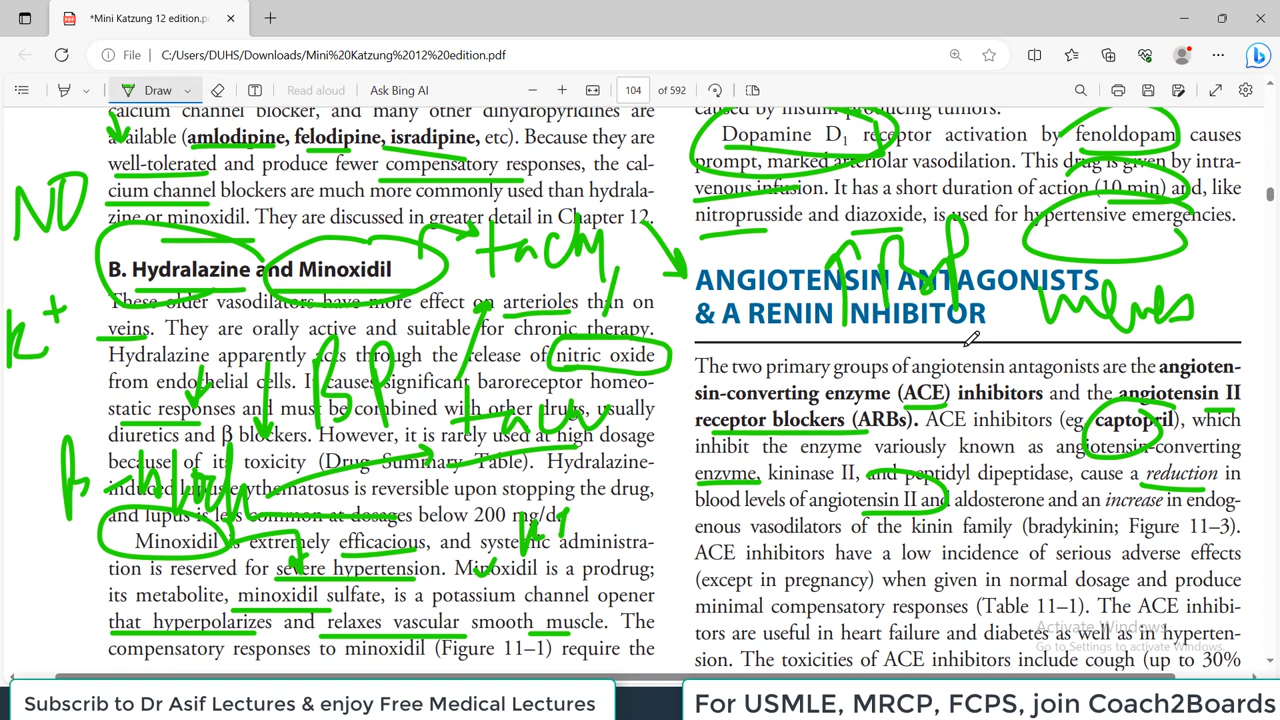 *Mini Katzung 12 edition.p
File
C:/Users/DUHS/Downloads/Mini%20Katzung%2012%20edition.pdf
Draw
Read aloud
Ask Bing AI
104 of 592
calcium channel blocker, and many other dihydropyridines are
available (amlodipine, felodipine, isradipine, etc). Because they are
well-tolerated and produce fewer compensatory responses, the cal-
cium channel blockers are much more commonly used than hydrala-
zine or minoxidil. They are discussed in greater detail in Chapter 12.
NO
K+
B. Hydralazine and Minoxidil
tachy
These older vasodilators have more effect on arterioles than on
veins. They are orally active and suitable for chronic therapy.
Hydralazine apparently acts through the release of nitric oxide
from endothelial cells. It causes significant baroreceptor homeo-
static responses and must be combined with other drugs, usually
diuretics and β blockers. However, it is rarely used at high dosage
because of its toxicity (Drug Summary Table). Hydralazine-
induced lupus erythematosus is reversible upon stopping the drug,
and lupus is less common at dosages below 200 mg/d.
BP
Minoxidil is extremely efficacious, and systemic administra-
tion is reserved for severe hypertension. Minoxidil is a prodrug;
its metabolite, minoxidil sulfate, is a potassium channel opener
that hyperpolarizes and relaxes vascular smooth muscle. The
compensatory responses to minoxidil (Figure 11–1) require the
caused by insulin-producing tumors.
Dopamine D1 receptor activation by fenoldopam causes
prompt, marked arteriolar vasodilation. This drug is given by intra-
venous infusion. It has a short duration of action (10 min) and, like
nitroprusside and diazoxide, is used for hypertensive emergencies.
↑BP
ANGIOTENSIN ANTAGONISTS
& A RENIN INHIBITOR
The two primary groups of angiotensin antagonists are the angioten-
sin-converting enzyme (ACE) inhibitors and the angiotensin II
receptor blockers (ARBs). ACE inhibitors (eg, captopril), which
inhibit the enzyme variously known as angiotensin-converting
enzyme, kininase II, and peptidyl dipeptidase, cause a reduction in
blood levels of angiotensin II and aldosterone and an increase in endog-
enous vasodilators of the kinin family (bradykinin; Figure 11–3).
ACE inhibitors have a low incidence of serious adverse effects
(except in pregnancy) when given in normal dosage and produce
minimal compensatory responses (Table 11–1). The ACE inhibi-
tors are useful in heart failure and diabetes as well as in hyperten-
sion. The toxicities of ACE inhibitors include cough (up to 30%
Activate Windows
Go to Settings to activate Windows.
Subscrib to Dr Asif Lectures & enjoy Free Medical Lectures
For USMLE, MRCP, FCPS, join Coach2Boards